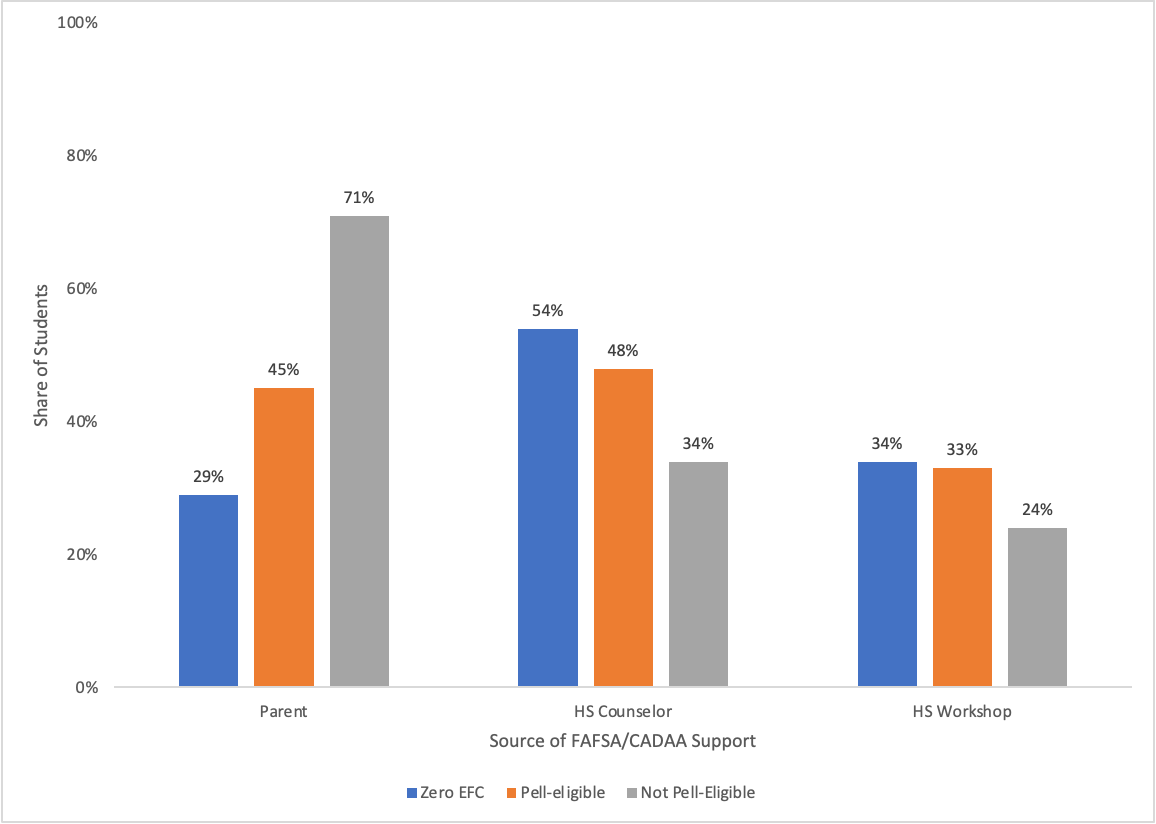 100%
80%
60%
40%
20%
0%
Share of Students
29%
45%
71%
54%
48%
34%
34%
33%
24%
Parent
HS Counselor
HS Workshop
Source of FAFSA/CADAA Support
Zero EFC
Pell-eligible
Not Pell-Eligible